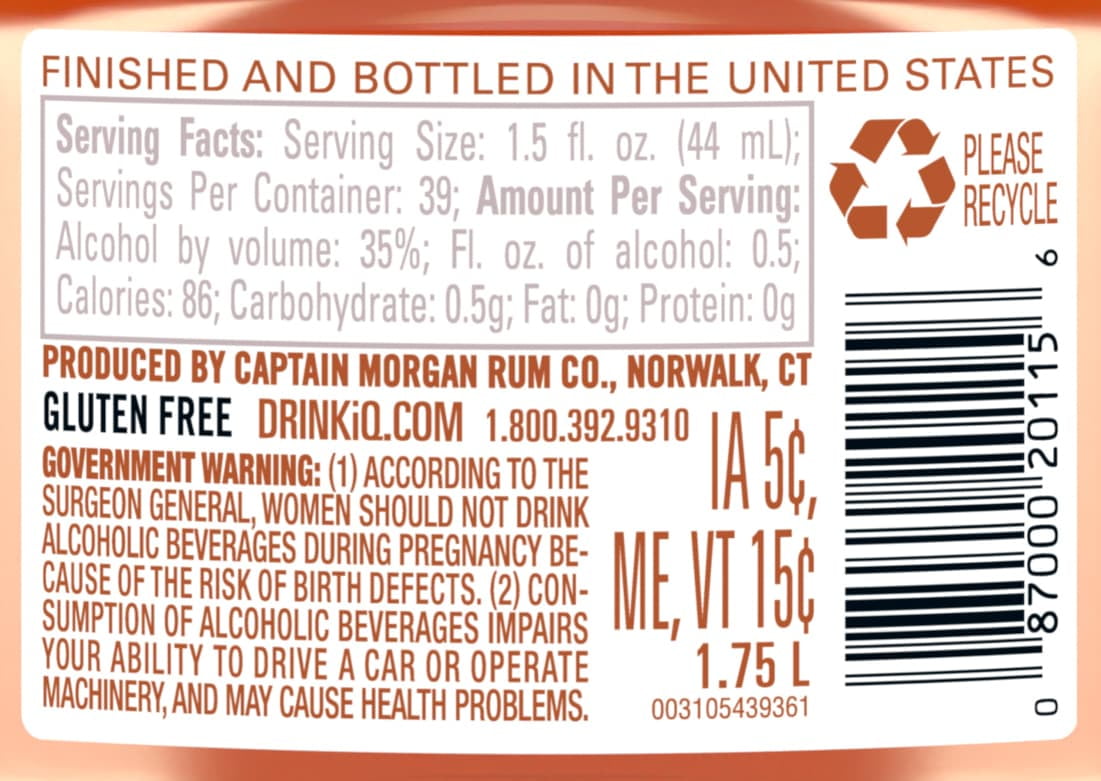 FINISHED AND BOTTLED IN THE UNITED STATES
Serving Facts: Serving Size: 1.5 fl. oz. (44 mL);
Servings Per Container: 39; Amount Per Serving:
Alcohol by volume: 35%; Fl. oz. of alcohol: 0.5;
Calories: 86; Carbohydrate: 0.5g; Fat: 0g; Protein: 0g
PLEASE
RECYCLE
PRODUCED BY CAPTAIN MORGAN RUM CO., NORWALK, CT
GLUTEN FREE DRINKiQ.COM 1.800.392.9310
GOVERNMENT WARNING: (1) ACCORDING TO THE
SURGEON GENERAL, WOMEN SHOULD NOT DRINK
ALCOHOLIC BEVERAGES DURING PREGNANCY BE-
CAUSE OF THE RISK OF BIRTH DEFECTS. (2) CON-
SUMPTION OF ALCOHOLIC BEVERAGES IMPAIRS
YOUR ABILITY TO DRIVE A CAR OR OPERATE
MACHINERY, AND MAY CAUSE HEALTH PROBLEMS.
IA 5¢,
ME, VT 15¢
1.75 L
003105439361
0 87000 20115 6